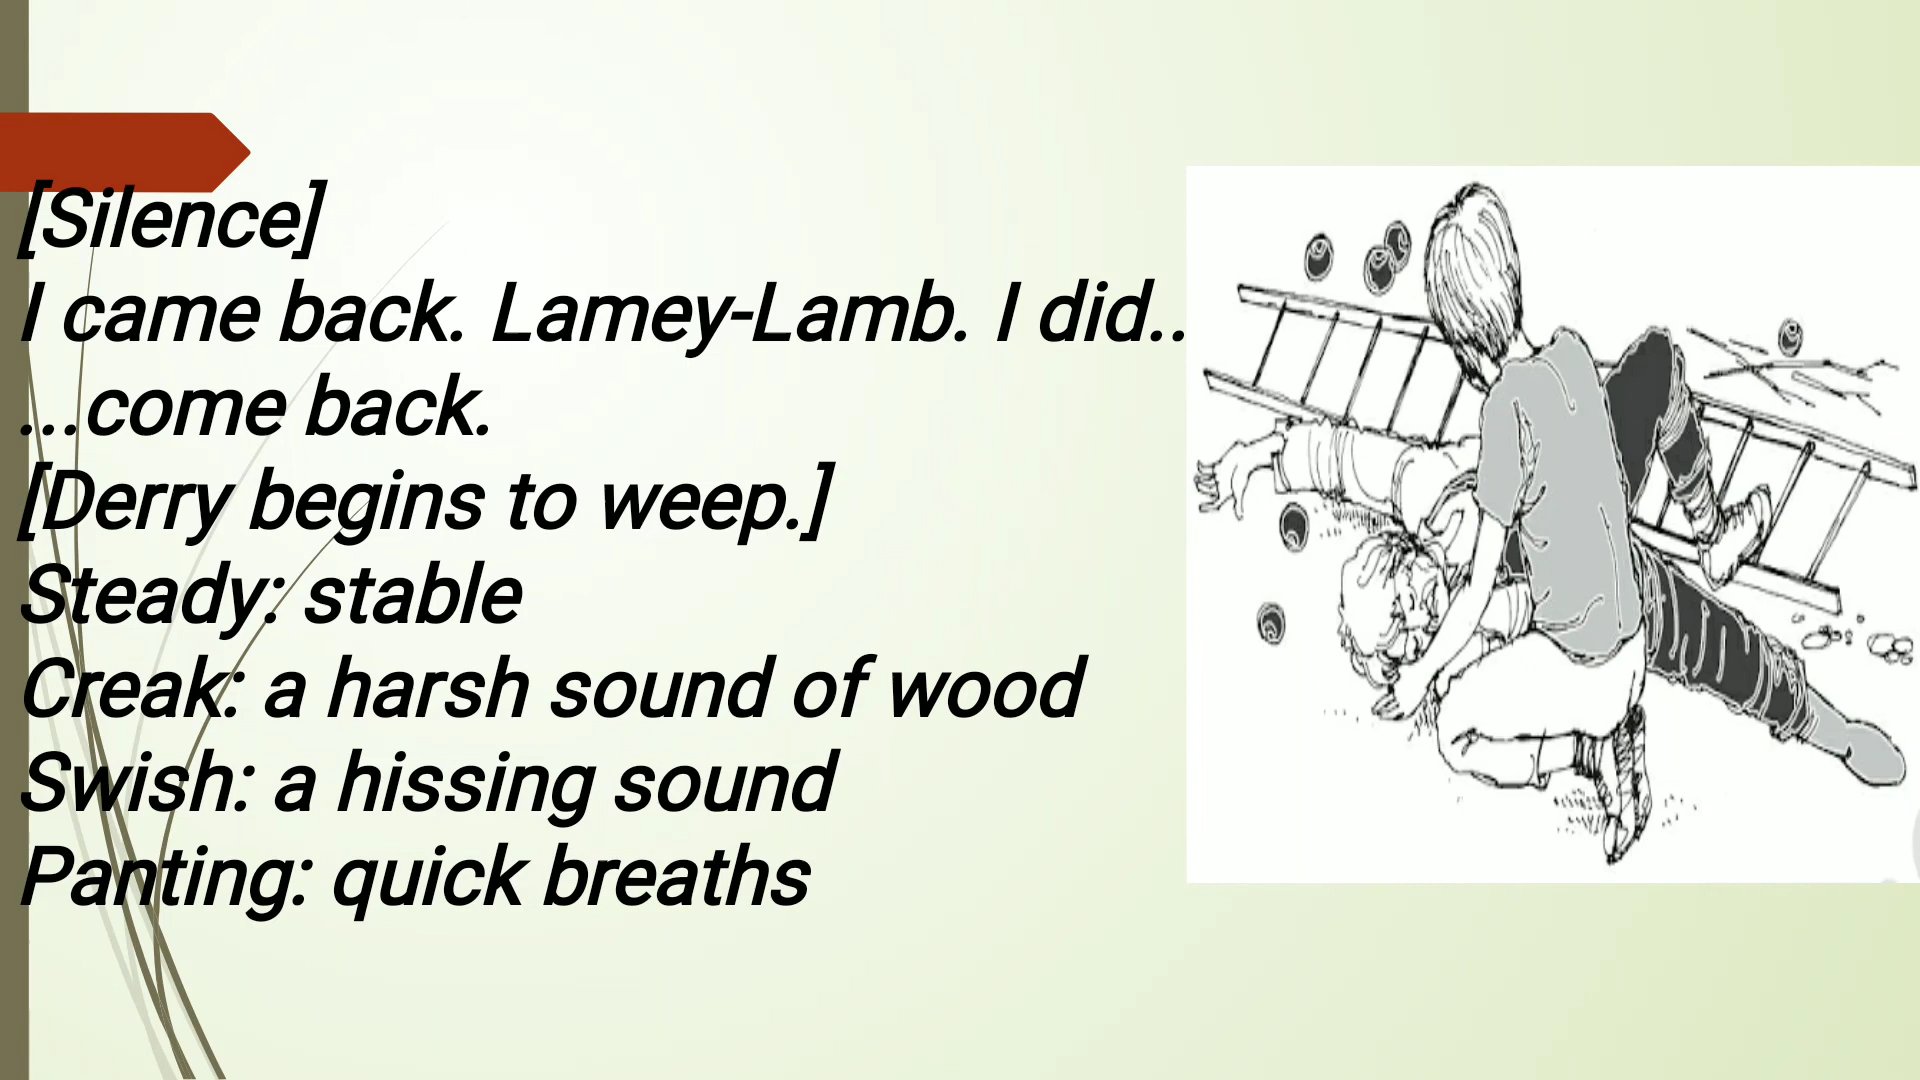 [Silence]
I came back. Lamey-Lamb. I did..
...come back.
[Derry begins to weep.]
Steady: stable
Creak: a harsh sound of wood
Swish: a hissing sound
Panting: quick breaths